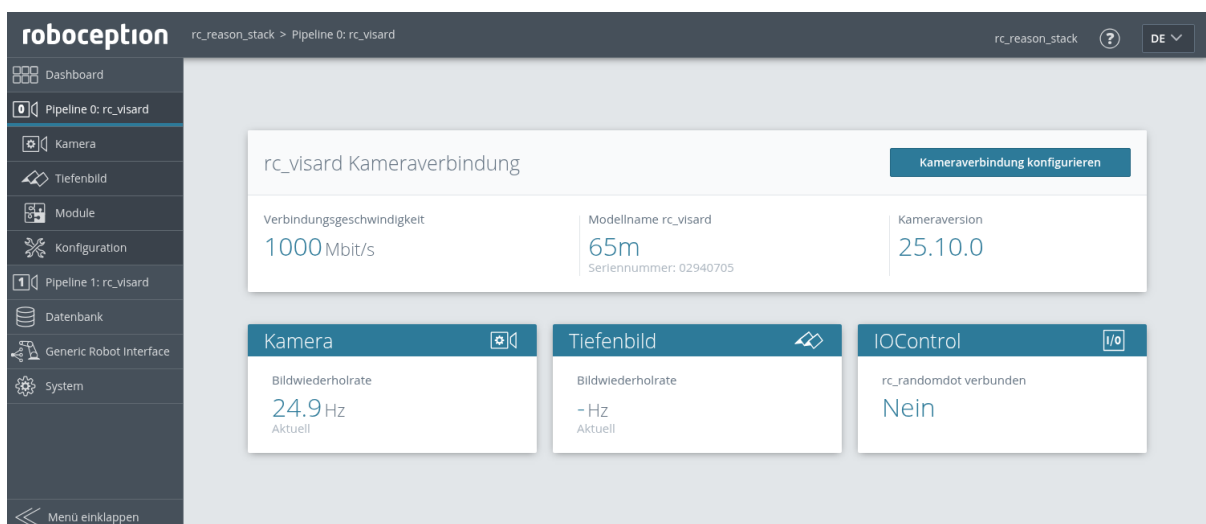 roboception
rc_reason_stack > Pipeline 0: rc_visard
rc_reason_stack
?
DE
Dashboard
0
Pipeline 0: rc_visard
Kamera
Tiefenbild
Module
Konfiguration
1
Pipeline 1: rc_visard
Datenbank
Generic Robot Interface
System
Menü einklappen
rc_visard Kameraverbindung
Kameraverbindung konfigurieren
Verbindungsgeschwindigkeit
1000 Mbit/s
Modellname rc_visard
65m
Seriennummer: 02940705
Kameraversion
25.10.0
Kamera
Bildwiederholrate
24.9 Hz
Aktuell
Tiefenbild
Bildwiederholrate
- Hz
Aktuell
IOControl
I/O
rc_randomdot verbunden
Nein